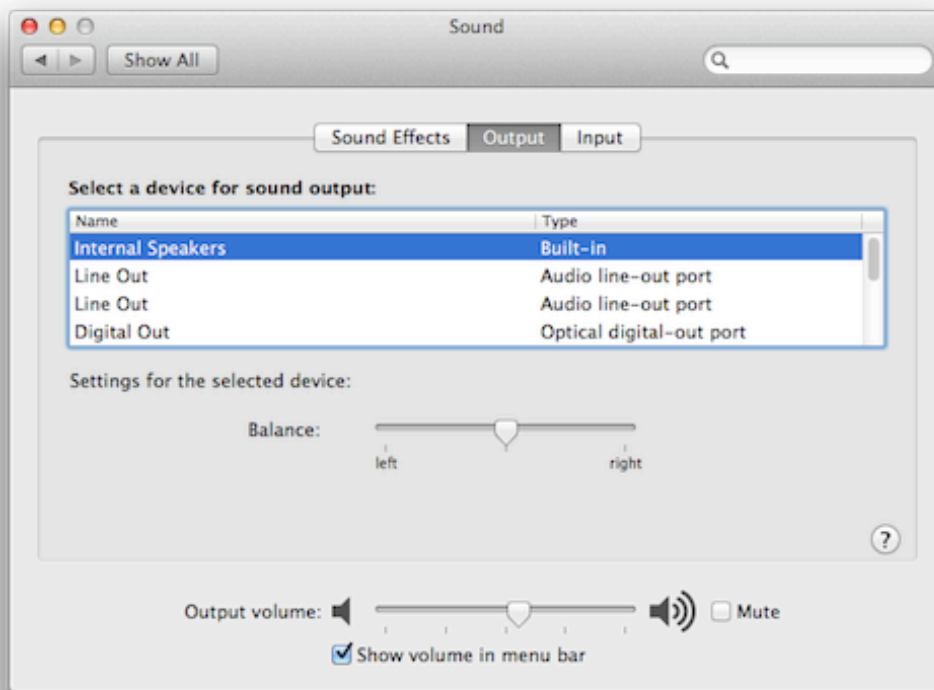 Sound
Show All
Sound Effects Output Input
Select a device for sound output:
Name Type
Internal Speakers Built-in
Line Out Audio line-out port
Line Out Audio line-out port
Digital Out Optical digital-out port
Settings for the selected device:
Balance:
left right
?
Output volume: Mute
Show volume in menu bar